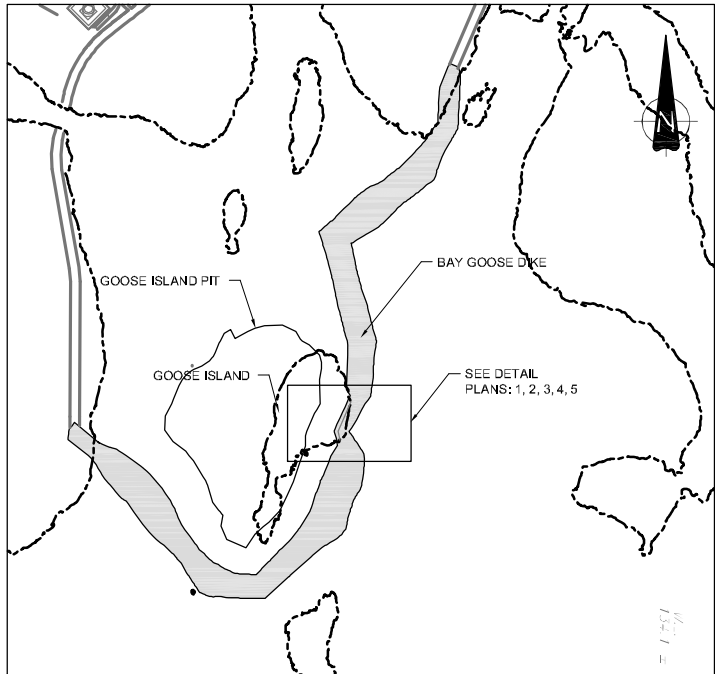 N
BAY GOOSE DIKE
GOOSE ISLAND PIT
GOOSE ISLAND
SEE DETAIL
PLANS: 1, 2, 3, 4, 5